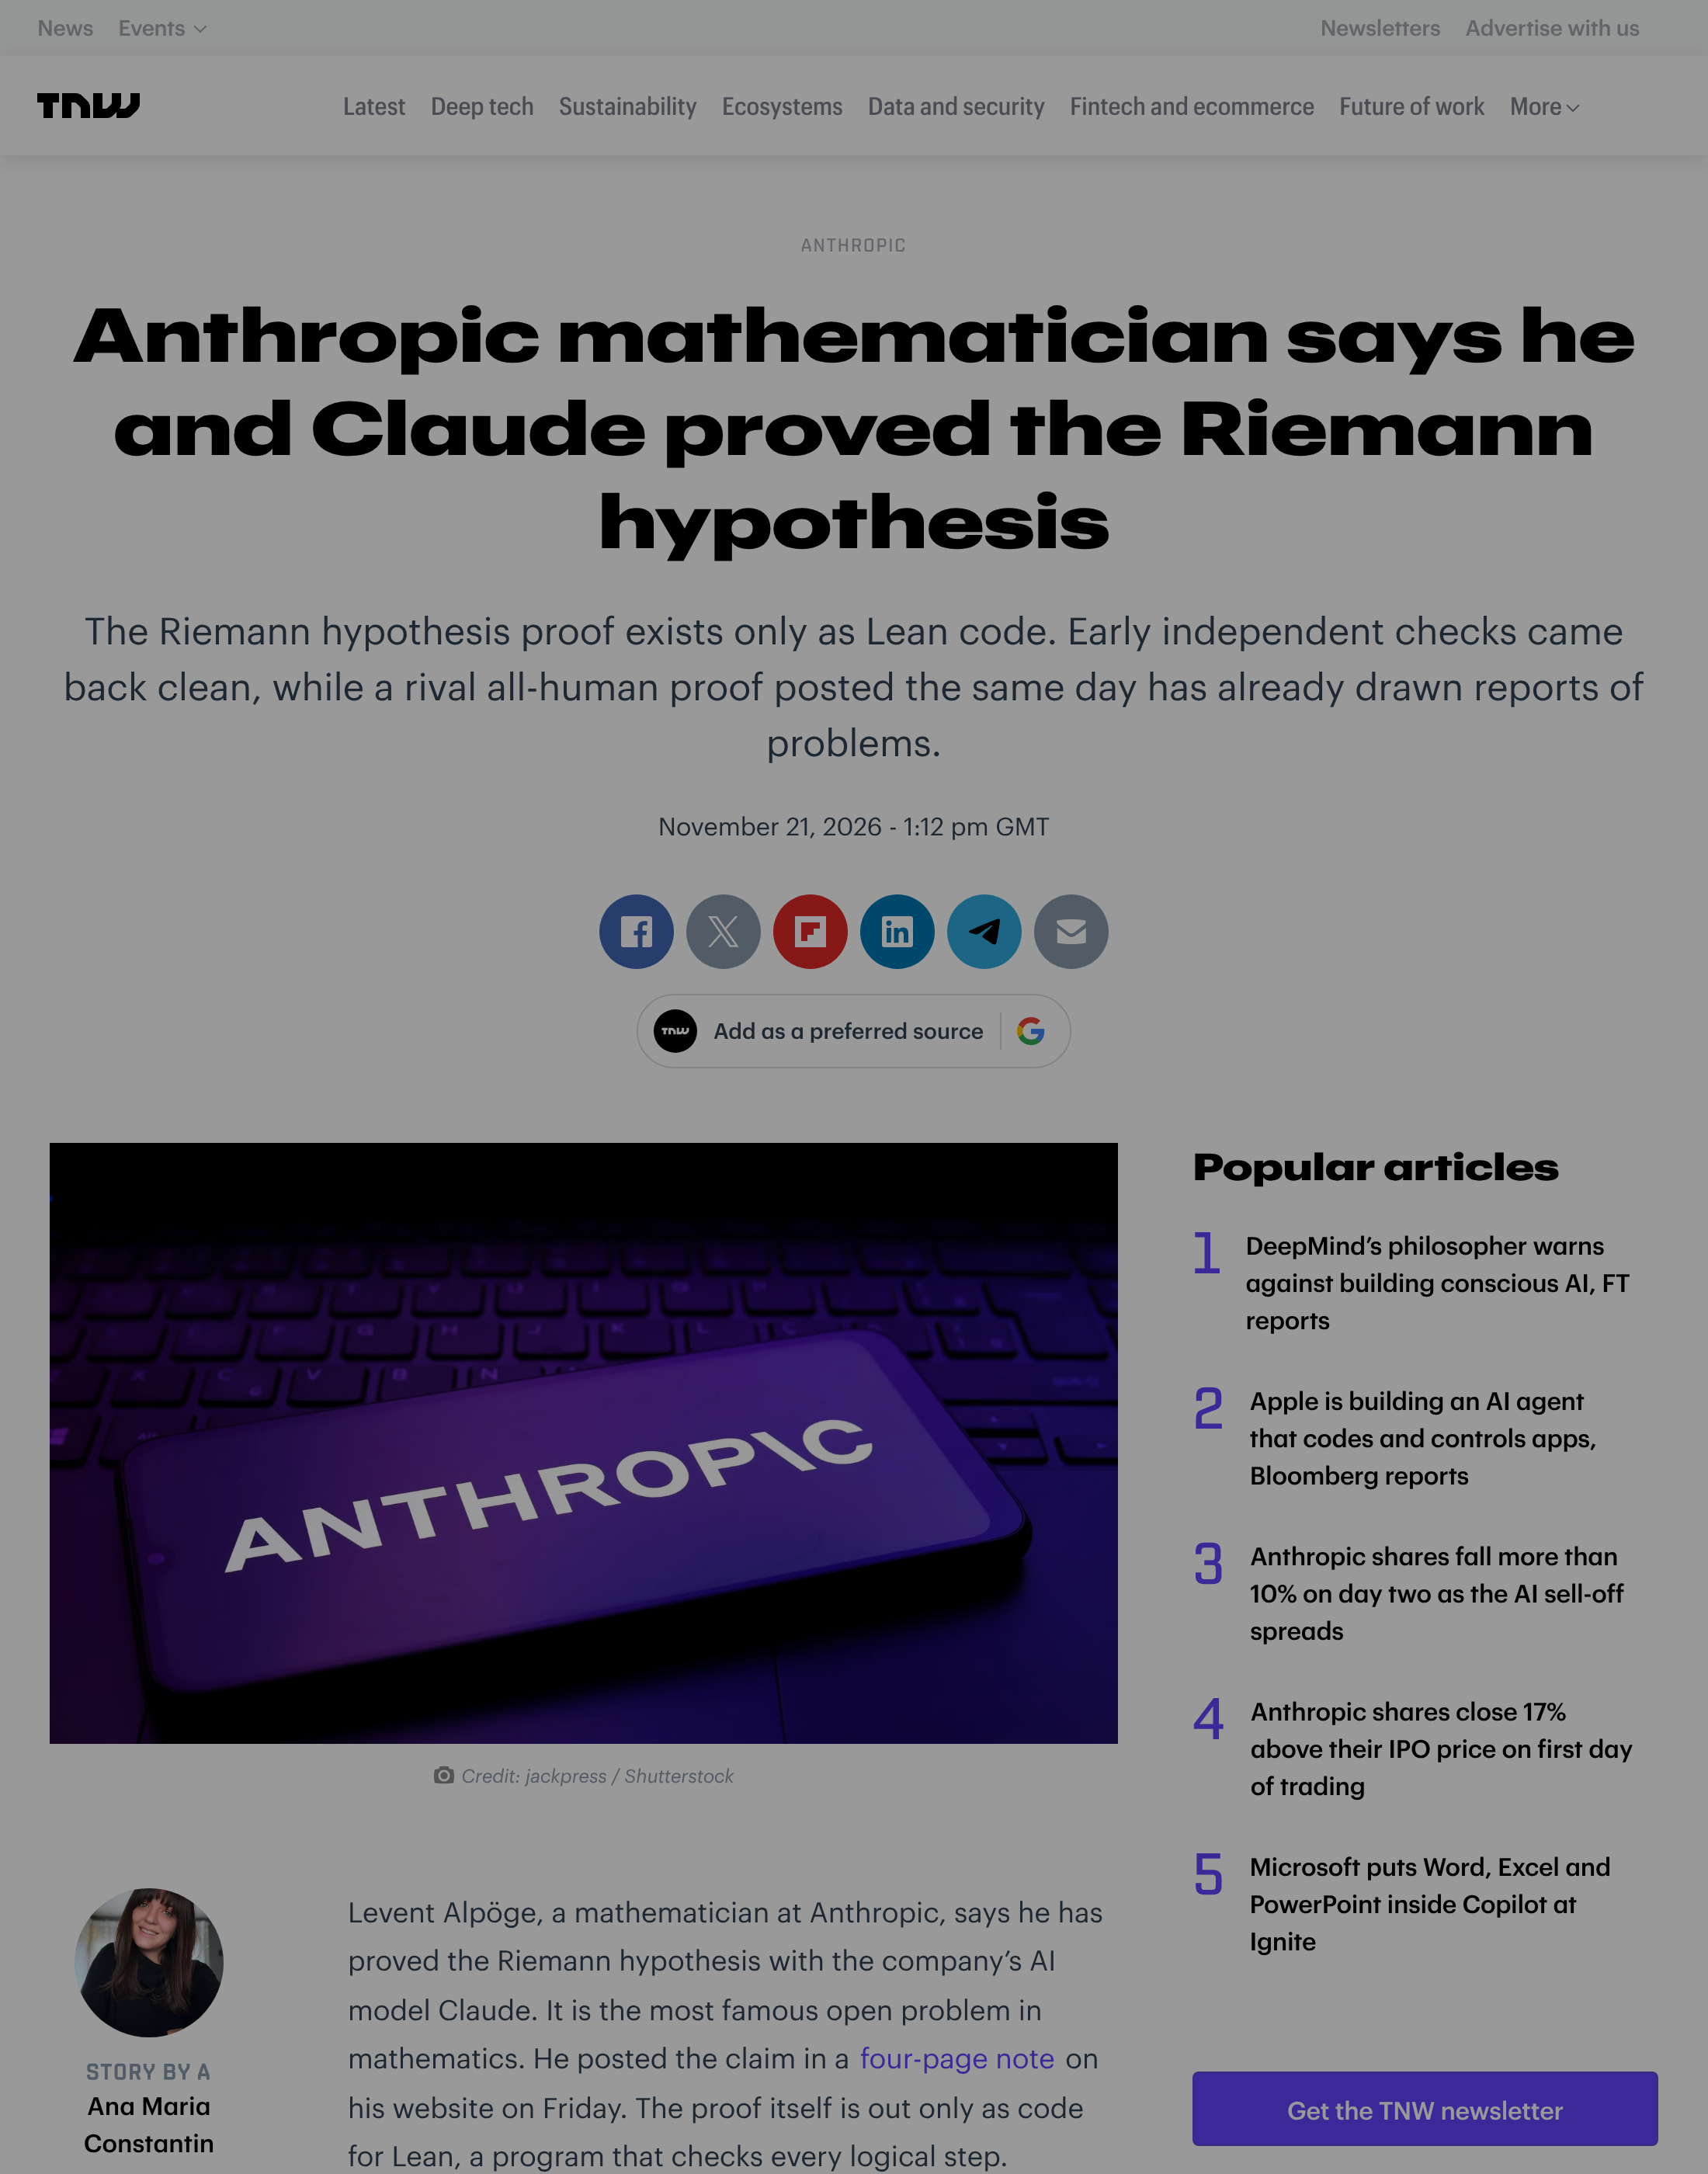 News Events Newsletters Advertise with us
TNW Latest Deep tech Sustainability Ecosystems Data and security Fintech and ecommerce Future of work More
ANTHROPIC
Anthropic mathematician says he
and Claude proved the Riemann
hypothesis
The Riemann hypothesis proof exists only as Lean code. Early independent checks came
back clean, while a rival all-human proof posted the same day has already drawn reports of
problems.
November 21, 2026 - 1:12 pm GMT
TNW Add as a preferred source
ANTHROP\C
Credit: jackpress / Shutterstock
STORY BY A
Ana Maria
Constantin
Levent Alpöge, a mathematician at Anthropic, says he has
proved the Riemann hypothesis with the company’s AI
model Claude. It is the most famous open problem in
mathematics. He posted the claim in a four-page note on
his website on Friday. The proof itself is out only as code
for Lean, a program that checks every logical step.
Popular articles
1 DeepMind’s philosopher warns
against building conscious AI, FT
reports
2 Apple is building an AI agent
that codes and controls apps,
Bloomberg reports
3 Anthropic shares fall more than
10% on day two as the AI sell-off
spreads
4 Anthropic shares close 17%
above their IPO price on first day
of trading
5 Microsoft puts Word, Excel and
PowerPoint inside Copilot at
Ignite
Get the TNW newsletter